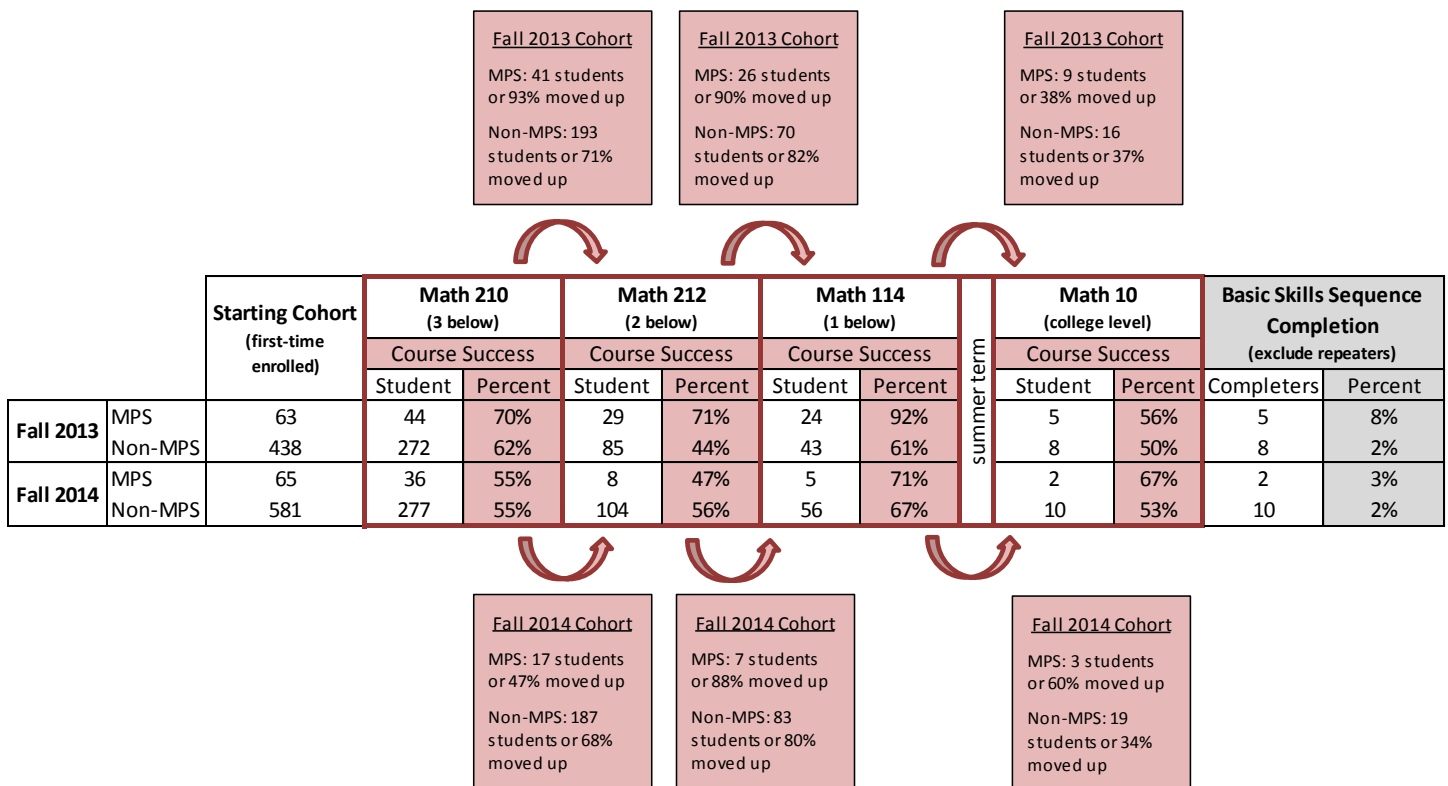 Fall 2013 Cohort
MPS: 41 students
or 93% moved up
Non-MPS: 193
students or 71%
moved up
Fall 2013 Cohort
MPS: 26 students
or 90% moved up
Non-MPS: 70
students or 82%
moved up
Fall 2013 Cohort
MPS: 9 students
or 38% moved up
Non-MPS: 16
students or 37%
moved up
Starting Cohort
(first-time
enrolled)
Math 210
(3 below)
Math 212
(2 below)
Math 114
(1 below)
summer term
Math 10
(college level)
Basic Skills Sequence
Completion
(exclude repeaters)
Course Success Course Success Course Success Course Success
Student Percent Student Percent Student Percent Student Percent Completers Percent
Fall 2013 MPS 63 44 70% 29 71% 24 92% 5 56% 5 8%
Non-MPS 438 272 62% 85 44% 43 61% 8 50% 8 2%
Fall 2014 MPS 65 36 55% 8 47% 5 71% 2 67% 2 3%
Non-MPS 581 277 55% 104 56% 56 67% 10 53% 10 2%
Fall 2014 Cohort
MPS: 17 students
or 47% moved up
Non-MPS: 187
students or 68%
moved up
Fall 2014 Cohort
MPS: 7 students
or 88% moved up
Non-MPS: 83
students or 80%
moved up
Fall 2014 Cohort
MPS: 3 students
or 60% moved up
Non-MPS: 19
students or 34%
moved up